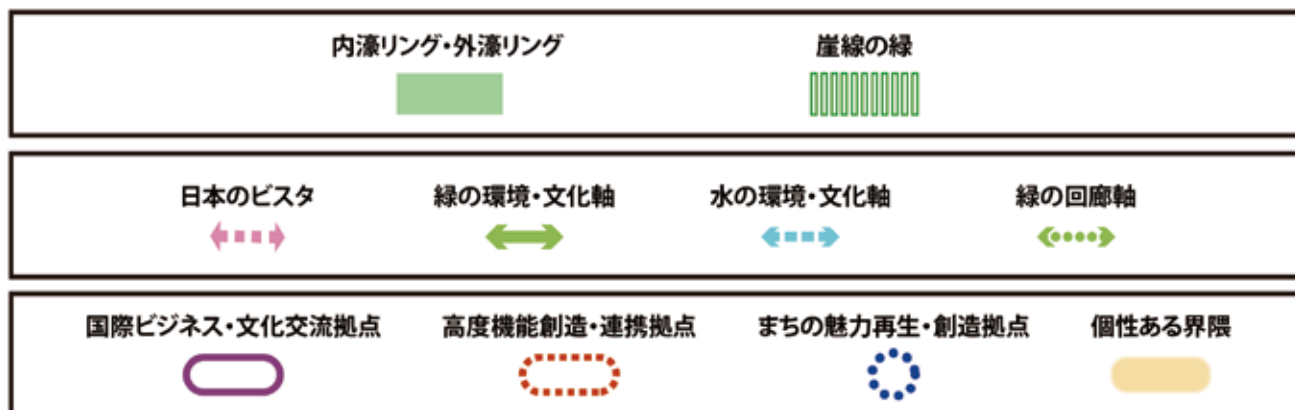 内濠リング・外濠リング 崖線の緑
日本のビスタ 緑の環境・文化軸 水の環境・文化軸 緑の回廊軸
国際ビジネス・文化交流拠点 高度機能創造・連携拠点 まちの魅力再生・創造拠点 個性ある界隈